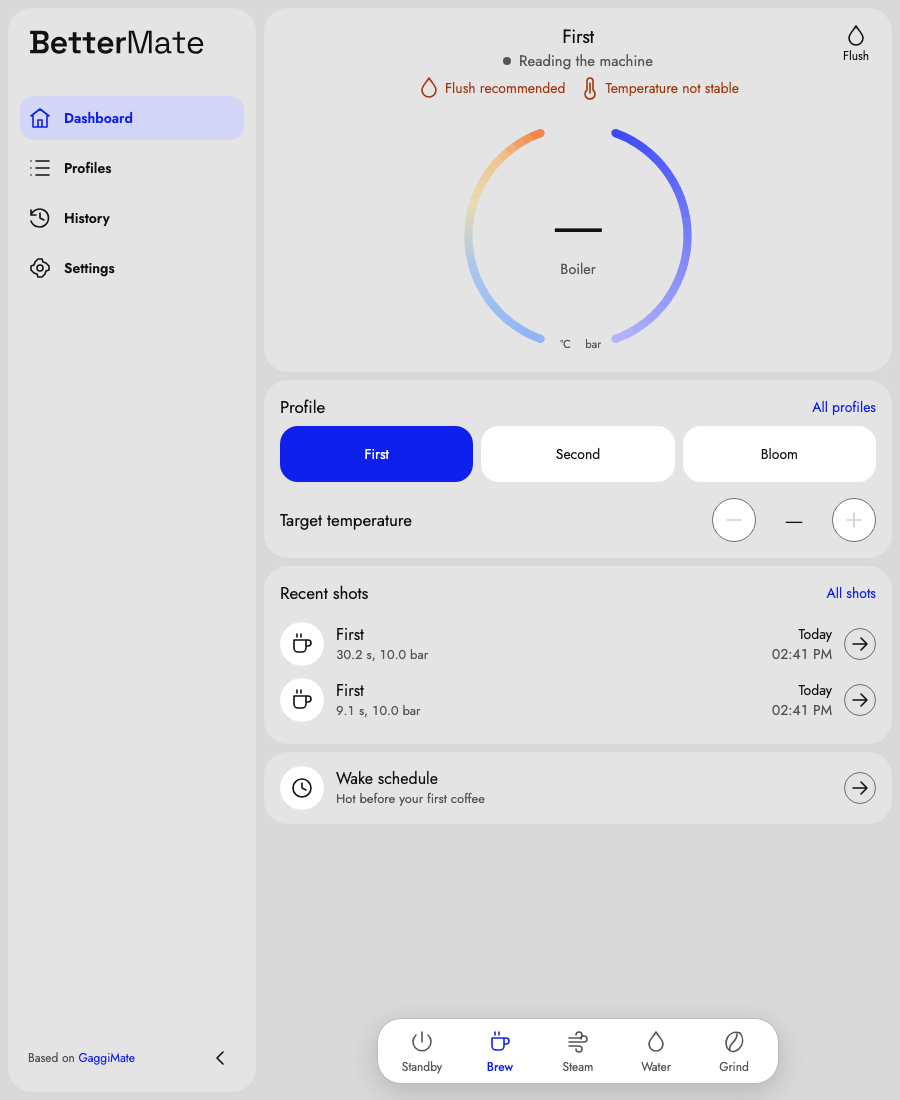 BetterMate
Dashboard
Profiles
History
Settings
Based on GaggiMate
First
Reading the machine
Flush recommended
Temperature not stable
Flush
—
Boiler
°C bar
Profile
All profiles
First
Second
Bloom
Target temperature
—
Recent shots
All shots
First
30.2 s, 10.0 bar
Today
02:41 PM
First
9.1 s, 10.0 bar
Today
02:41 PM
Wake schedule
Hot before your first coffee
Standby
Brew
Steam
Water
Grind